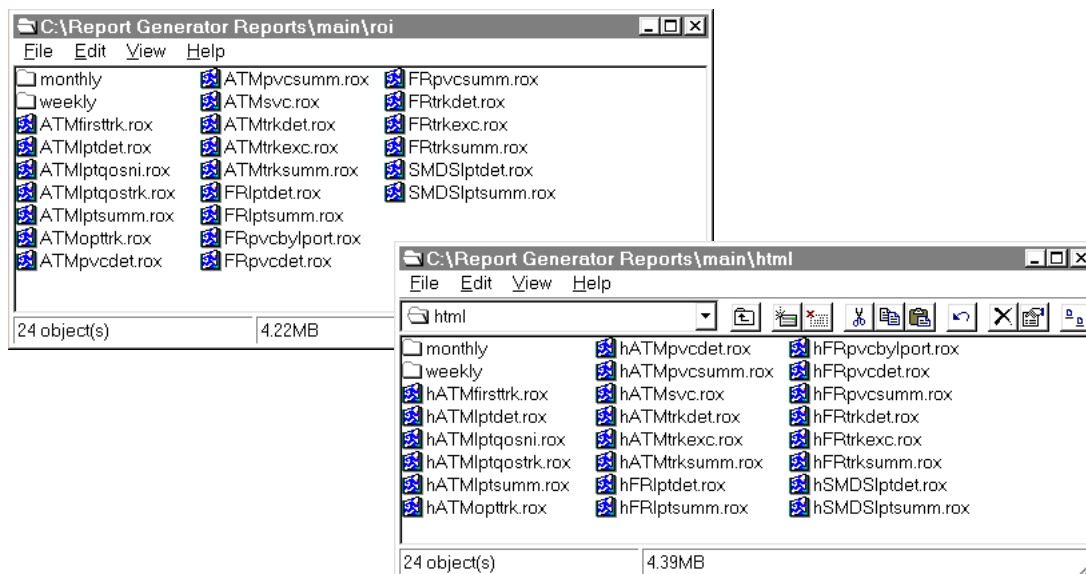 C:\Report Generator Reports\main\roi
File Edit View Help
monthly ATMpvcsumm.rox FRpvcsumm.rox
weekly ATMsvc.rox FRtrkdet.rox
ATMfirsttrk.rox ATMtrkdet.rox FRtrkexc.rox
ATMlptdet.rox ATMtrkexc.rox FRtrksumm.rox
ATMlptqosni.rox ATMtrksumm.rox SMDSlptdet.rox
ATMlptqostrk.rox FRlptdet.rox SMDSlptsumm.rox
ATMlptsumm.rox FRlptsumm.rox
ATMopttrk.rox FRpvcbylport.rox
ATMpvcdet.rox FRpvcdet.rox
24 object(s) 4.22MB
C:\Report Generator Reports\main\html
File Edit View Help
html
monthly hATMpvcdet.rox hFRpvcbylport.rox
weekly hATMpvcsumm.rox hFRpvcdet.rox
hATMfirsttrk.rox hATMsvc.rox hFRpvcsumm.rox
hATMlptdet.rox hATMtrkdet.rox hFRtrkdet.rox
hATMlptqosni.rox hATMtrkexc.rox hFRtrkexc.rox
hATMlptqostrk.rox hATMtrksumm.rox hFRtrksumm.rox
hATMlptsumm.rox hFRlptdet.rox hSMDSlptdet.rox
hATMopttrk.rox hFRlptsumm.rox hSMDSlptsumm.rox
24 object(s) 4.39MB